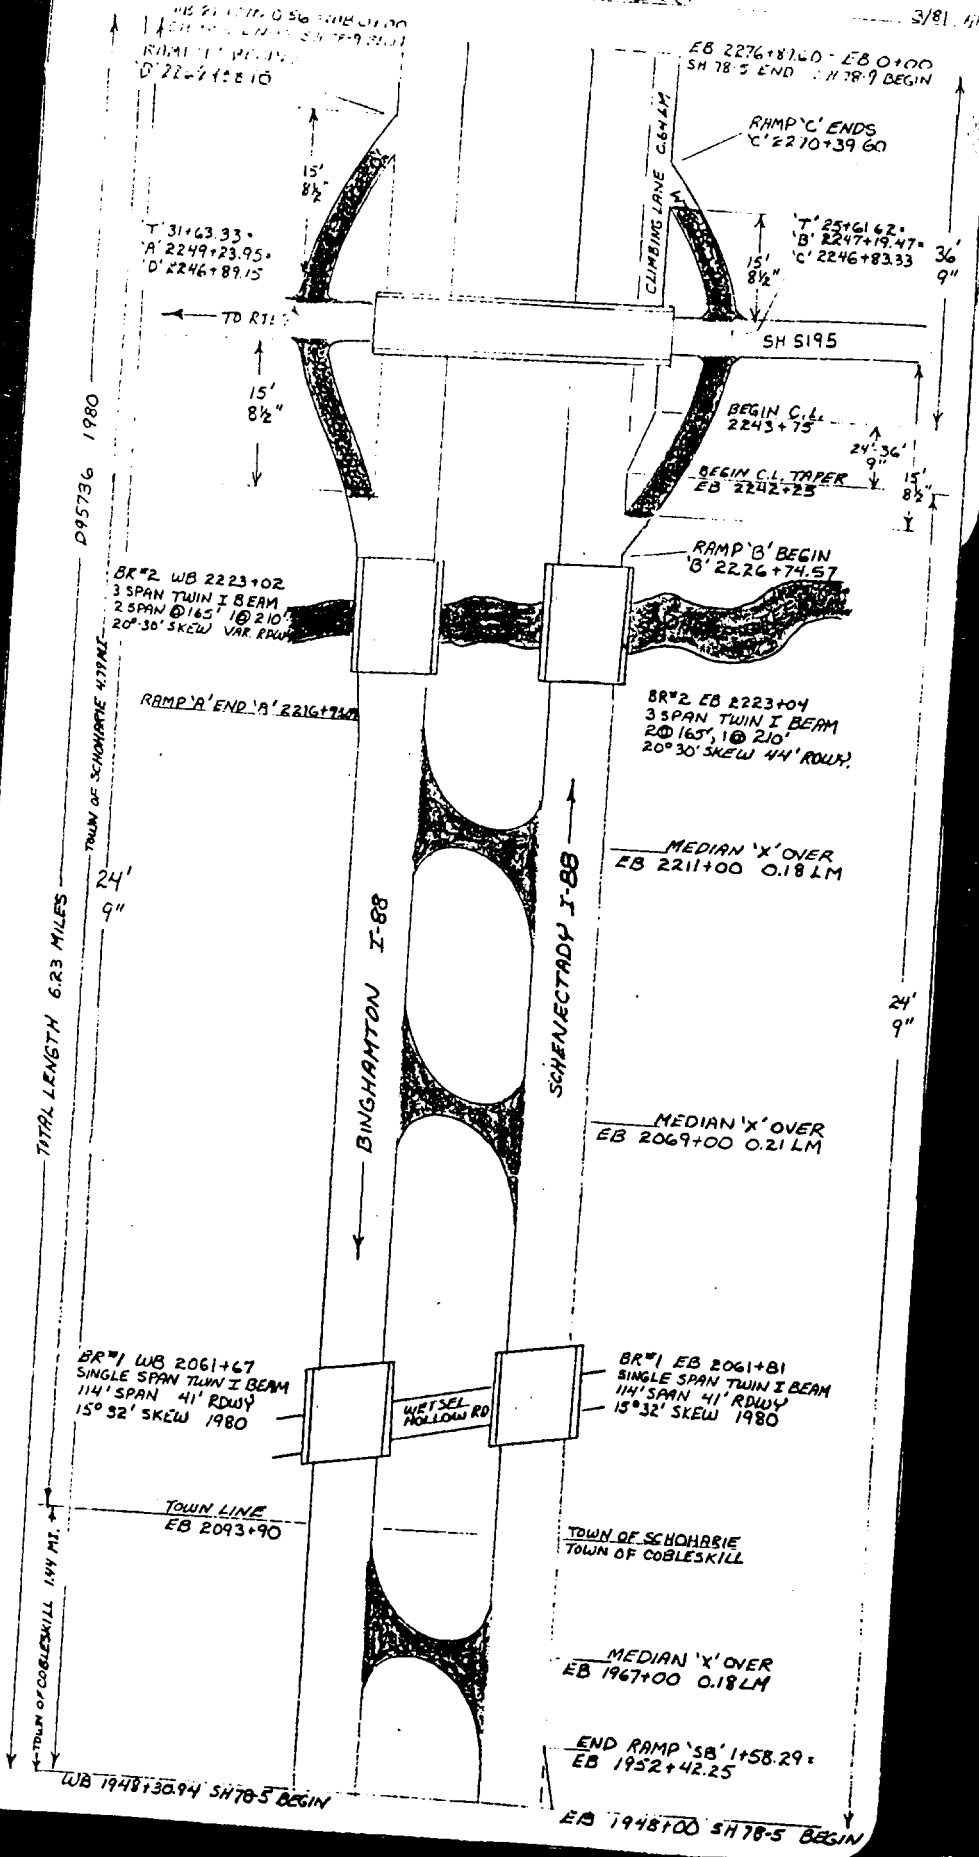 3/81
EB 2276+87.60 - EB 0+00
SH 78-5 END SH 78-9 BEGIN
RAMP 'C' ENDS
'C' 2270+39.60
CLIMBING LANE 0.64 LM
15'
8½"
'T' 31+63.33=
'A' 2249+23.95=
'D' 2246+89.15
'T' 25+61.62=
'B' 2247+19.47=
'C' 2246+83.33
15'
8½"
36'
9"
TO RTE 7
SH 5195
15'
8½"
BEGIN C.L.
2243+75
24'-36'
9"
BEGIN C.L. TAPER
EB 2242+25
15'
8½"
RAMP 'B' BEGIN
'B' 2226+74.57
BR#2 WB 2223+02
3 SPAN TWIN I BEAM
2 SPAN @ 165' 1 @ 210'
20°-30' SKEW VAR RDWY
RAMP 'A' END 'A' 2216+
BR#2 EB 2223+04
3 SPAN TWIN I BEAM
2 @ 165', 1 @ 210'
20°30' SKEW 44' RDWY.
D95736 1980
TOTAL LENGTH 6.23 MILES
TOWN OF SCHOHARIE 4.79 MI.
24'
9"
MEDIAN 'X' OVER
EB 2211+00 0.18 LM
BINGHAMTON I-88
SCHENECTADY I-88
24'
9"
MEDIAN 'X' OVER
EB 2069+00 0.21 LM
BR#1 WB 2061+67
SINGLE SPAN TWIN I BEAM
114' SPAN 41' RDWY
15° 32' SKEW 1980
WETSEL
HOLLOW RD
BR#1 EB 2061+81
SINGLE SPAN TWIN I BEAM
114' SPAN 41' RDWY
15°32' SKEW 1980
TOWN LINE
EB 2093+90
TOWN OF SCHOHARIE
TOWN OF COBLESKILL
TOWN OF COBLESKILL 1.44 MI.
MEDIAN 'X' OVER
EB 1967+00 0.18 LM
END RAMP 'SB' 1+58.29=
EB 1952+42.25
WB 1948+30.94 SH 78-5 BEGIN
EB 1948+00 SH 78-5 BEGIN